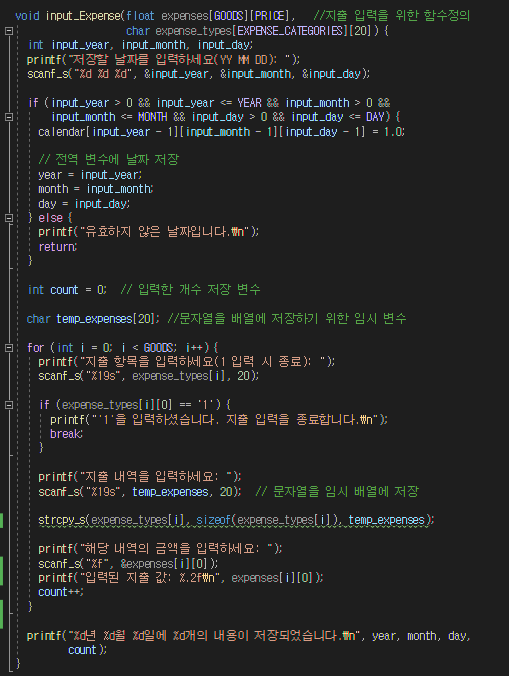 void input_Expense(float expenses[GOODS][PRICE],   //지출 입력을 위한 함수정의
                   char expense_types[EXPENSE_CATEGORIES][20]) {
  int input_year, input_month, input_day;
  printf("저장할 날짜를 입력하세요(YY MM DD): ");
  scanf_s("%d %d %d", &input_year, &input_month, &input_day);

  if (input_year > 0 && input_year <= YEAR && input_month > 0 &&
      input_month <= MONTH && input_day > 0 && input_day <= DAY) {
    calendar[input_year - 1][input_month - 1][input_day - 1] = 1.0;

    // 전역 변수에 날짜 저장
    year = input_year;
    month = input_month;
    day = input_day;
  } else {
    printf("유효하지 않은 날짜입니다.₩n");
    return;
  }

  int count = 0;  // 입력한 개수 저장 변수

  char temp_expenses[20]; //문자열을 배열에 저장하기 위한 임시 변수

  for (int i = 0; i < GOODS; i++) {
    printf("지출 항목을 입력하세요(1 입력 시 종료): ");
    scanf_s("%19s", expense_types[i], 20);

    if (expense_types[i][0] == '1') {
      printf("'1'을 입력하셨습니다. 지출 입력을 종료합니다.₩n");
      break;
    }

    printf("지출 내역을 입력하세요: ");
    scanf_s("%19s", temp_expenses, 20);  // 문자열을 임시 배열에 저장

    strcpy_s(expense_types[i], sizeof(expense_types[i]), temp_expenses);

    printf("해당 내역의 금액을 입력하세요: ");
    scanf_s("%f", &expenses[i][0]);
    printf("입력된 지출 값: %.2f₩n", expenses[i][0]);
    count++;
  }

  printf("%d년 %d월 %d일에 %d개의 내용이 저장되었습니다.₩n", year, month, day,
         count);
}